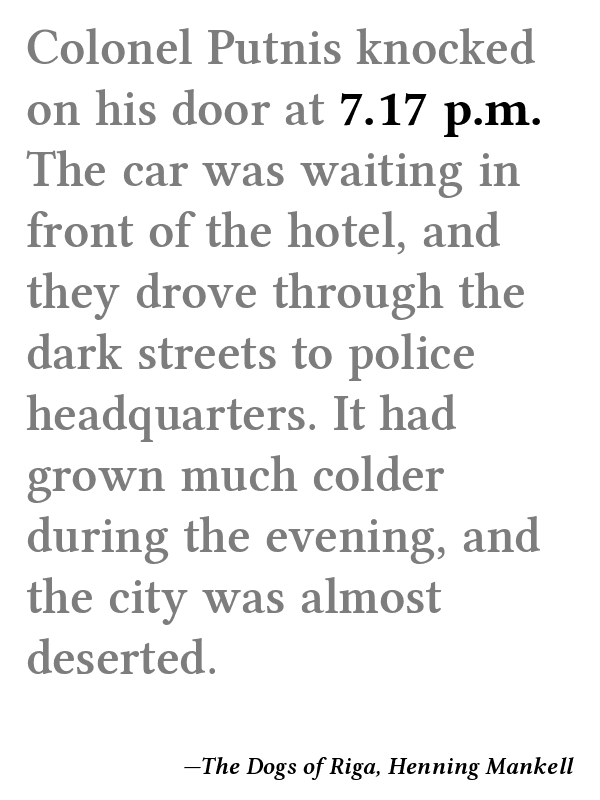 Colonel Putnis knocked
on his door at 7.17 p.m.
The car was waiting in
front of the hotel, and
they drove through the
dark streets to police
headquarters. It had
grown much colder
during the evening, and
the city was almost
deserted.
—The Dogs of Riga, Henning Mankell